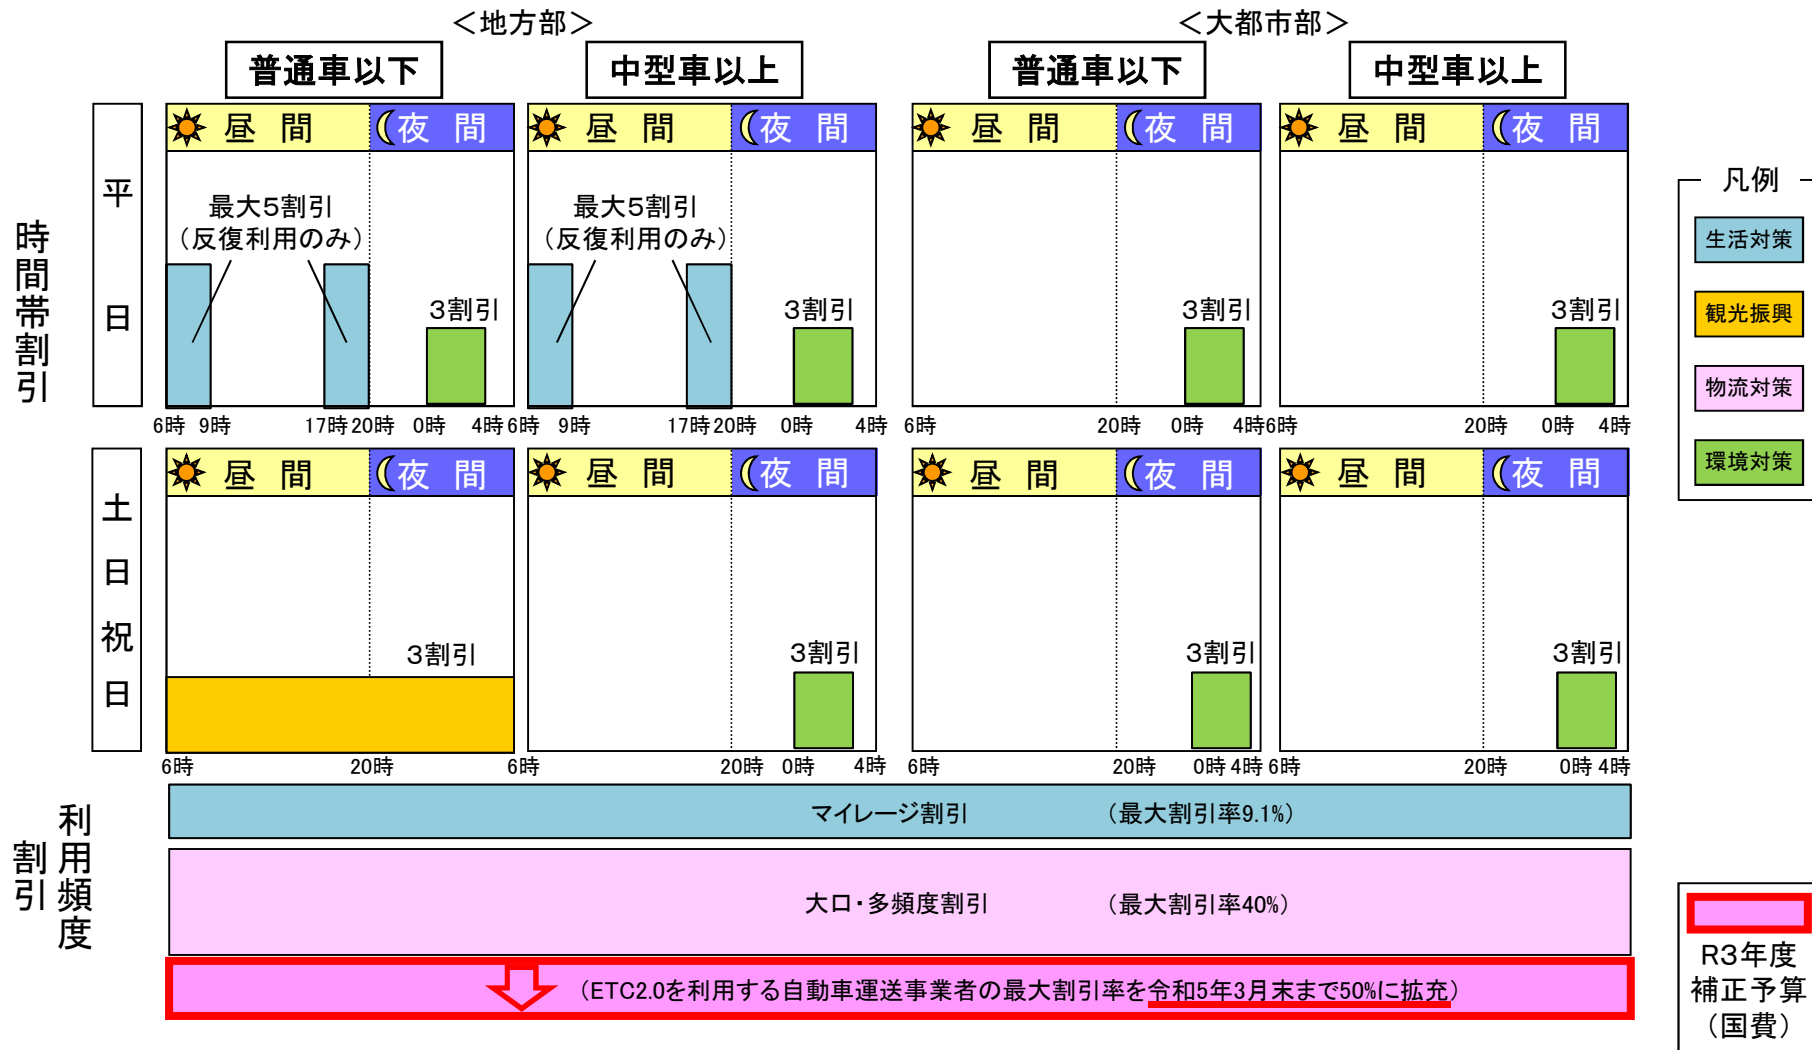 ＜地方部＞
＜大都市部＞
普通車以下
中型車以上
普通車以下
中型車以上
時間帯割引
平日
昼間
夜間
昼間
夜間
昼間
夜間
昼間
夜間
最大5割引
（反復利用のみ）
最大5割引
（反復利用のみ）
3割引
3割引
3割引
3割引
6時 9時 17時 20時 0時 4時
6時 9時 17時 20時 0時 4時
6時 20時 0時 4時
6時 20時 0時 4時
土日祝日
昼間
夜間
昼間
夜間
昼間
夜間
昼間
夜間
3割引
3割引
3割引
3割引
6時 20時 6時
20時 0時 4時
6時 20時 0時 4時
6時 20時 0時 4時
利用頻度
割引
マイレージ割引 （最大割引率9.1%）
大口・多頻度割引 （最大割引率40%）
（ETC2.0を利用する自動車運送事業者の最大割引率を令和5年3月末まで50%に拡充）
凡例
生活対策
観光振興
物流対策
環境対策
R3年度
補正予算
（国費）